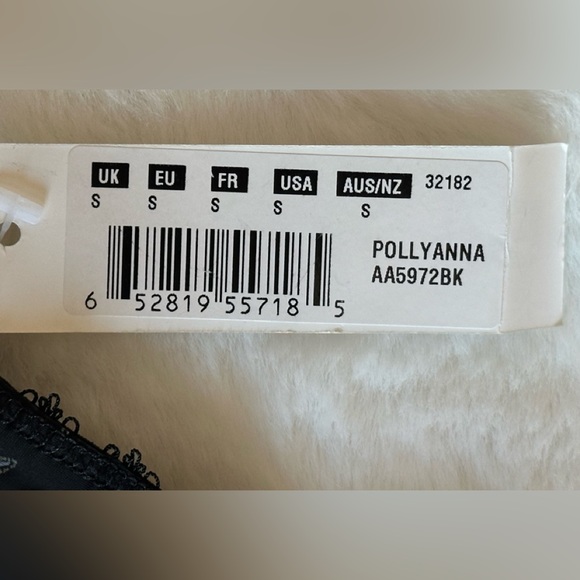 UK EU FR USA AUS/NZ 32182
S S S S S
POLLYANNA
AA5972BK
6 52819 55718 5